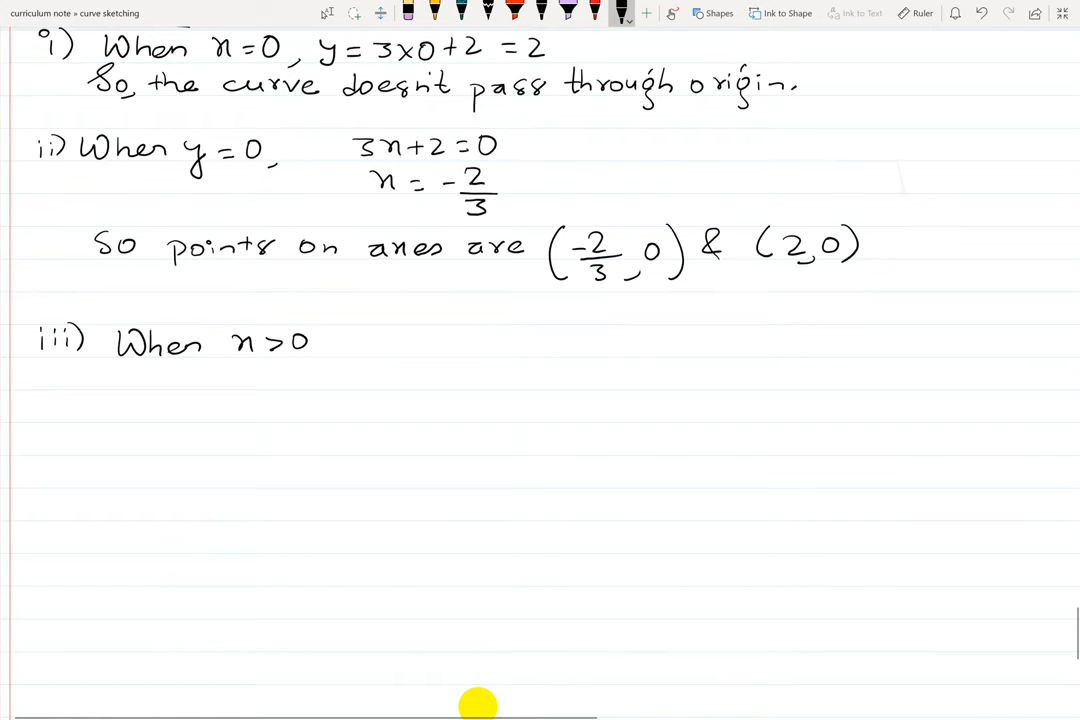 curriculum note » curve sketching
Shapes Ink to Shape Ink to Text Ruler
i) When x=0, y = 3×0+2 = 2
So, the curve doesn't pass through origin.
ii) When y=0, 3x+2=0
x = -2/3
So points on axes are (-2/3, 0) & (2,0)
iii) When x>0